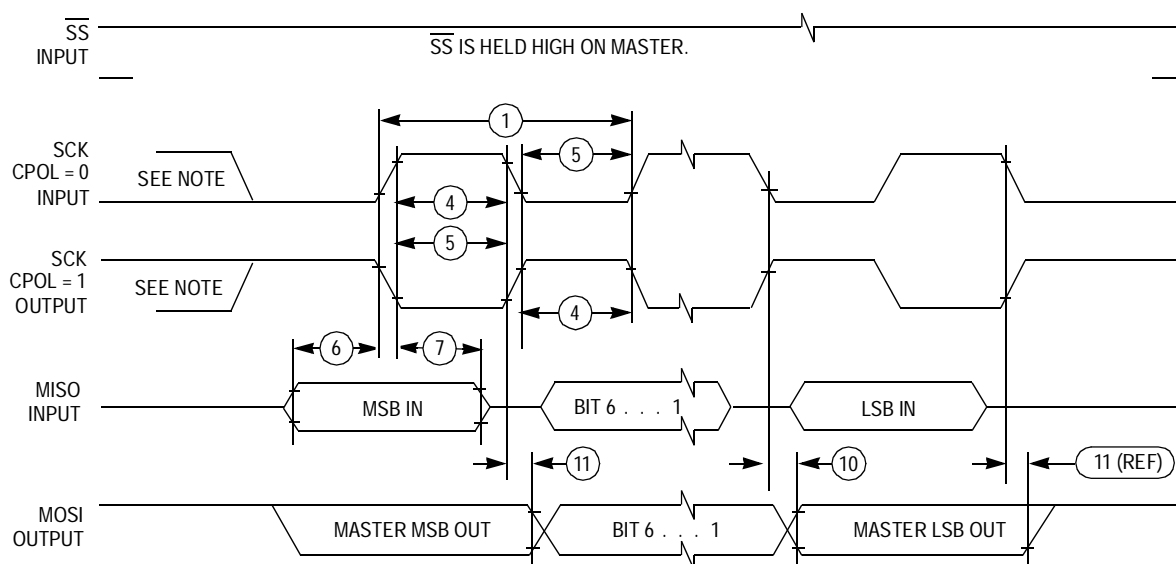 SS
INPUT
SS IS HELD HIGH ON MASTER.
1
SCK
CPOL = 0
INPUT
SEE NOTE
5
4
5
SCK
CPOL = 1
OUTPUT
SEE NOTE
4
6
7
MISO
INPUT
MSB IN
BIT 6 . . . 1
LSB IN
11
10
11 (REF)
MOSI
OUTPUT
MASTER MSB OUT
BIT 6 . . . 1
MASTER LSB OUT